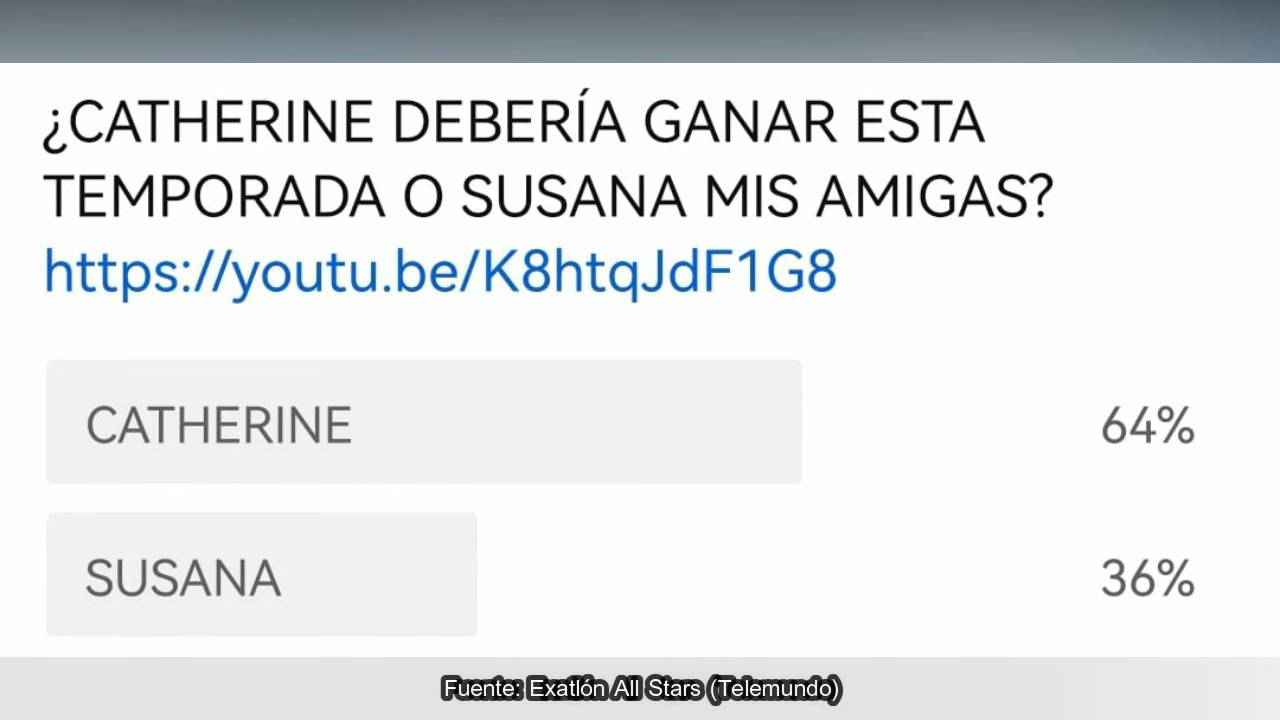 ¿CATHERINE DEBERÍA GANAR ESTA
TEMPORADA O SUSANA MIS AMIGAS?
https://youtu.be/K8htqJdF1G8
CATHERINE 64%
SUSANA 36%
Fuente: Exatlón All Stars (Telemundo)